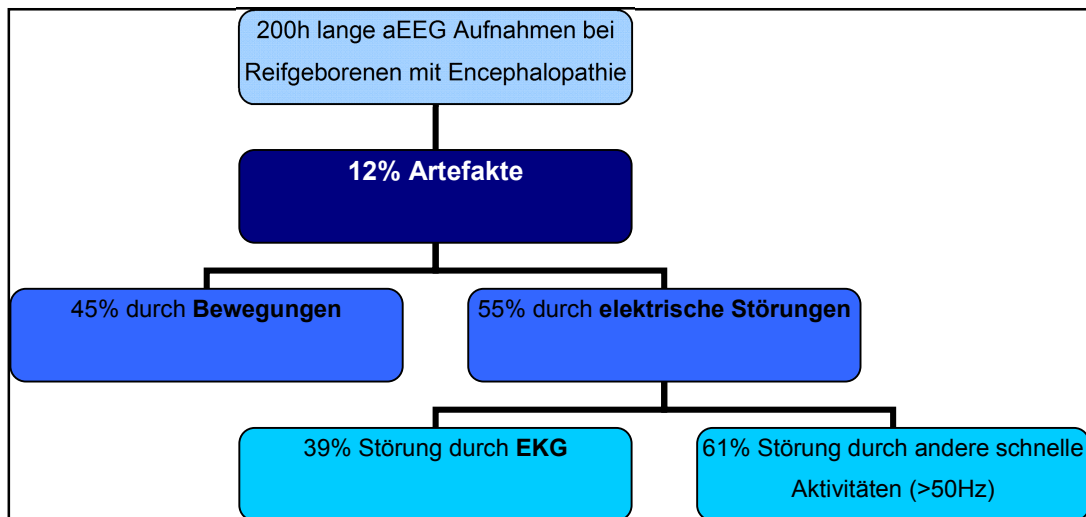 200h lange aEEG Aufnahmen bei
Reifgeborenen mit Encephalopathie
12% Artefakte
45% durch Bewegungen
55% durch elektrische Störungen
39% Störung durch EKG
61% Störung durch andere schnelle
Aktivitäten (>50Hz)